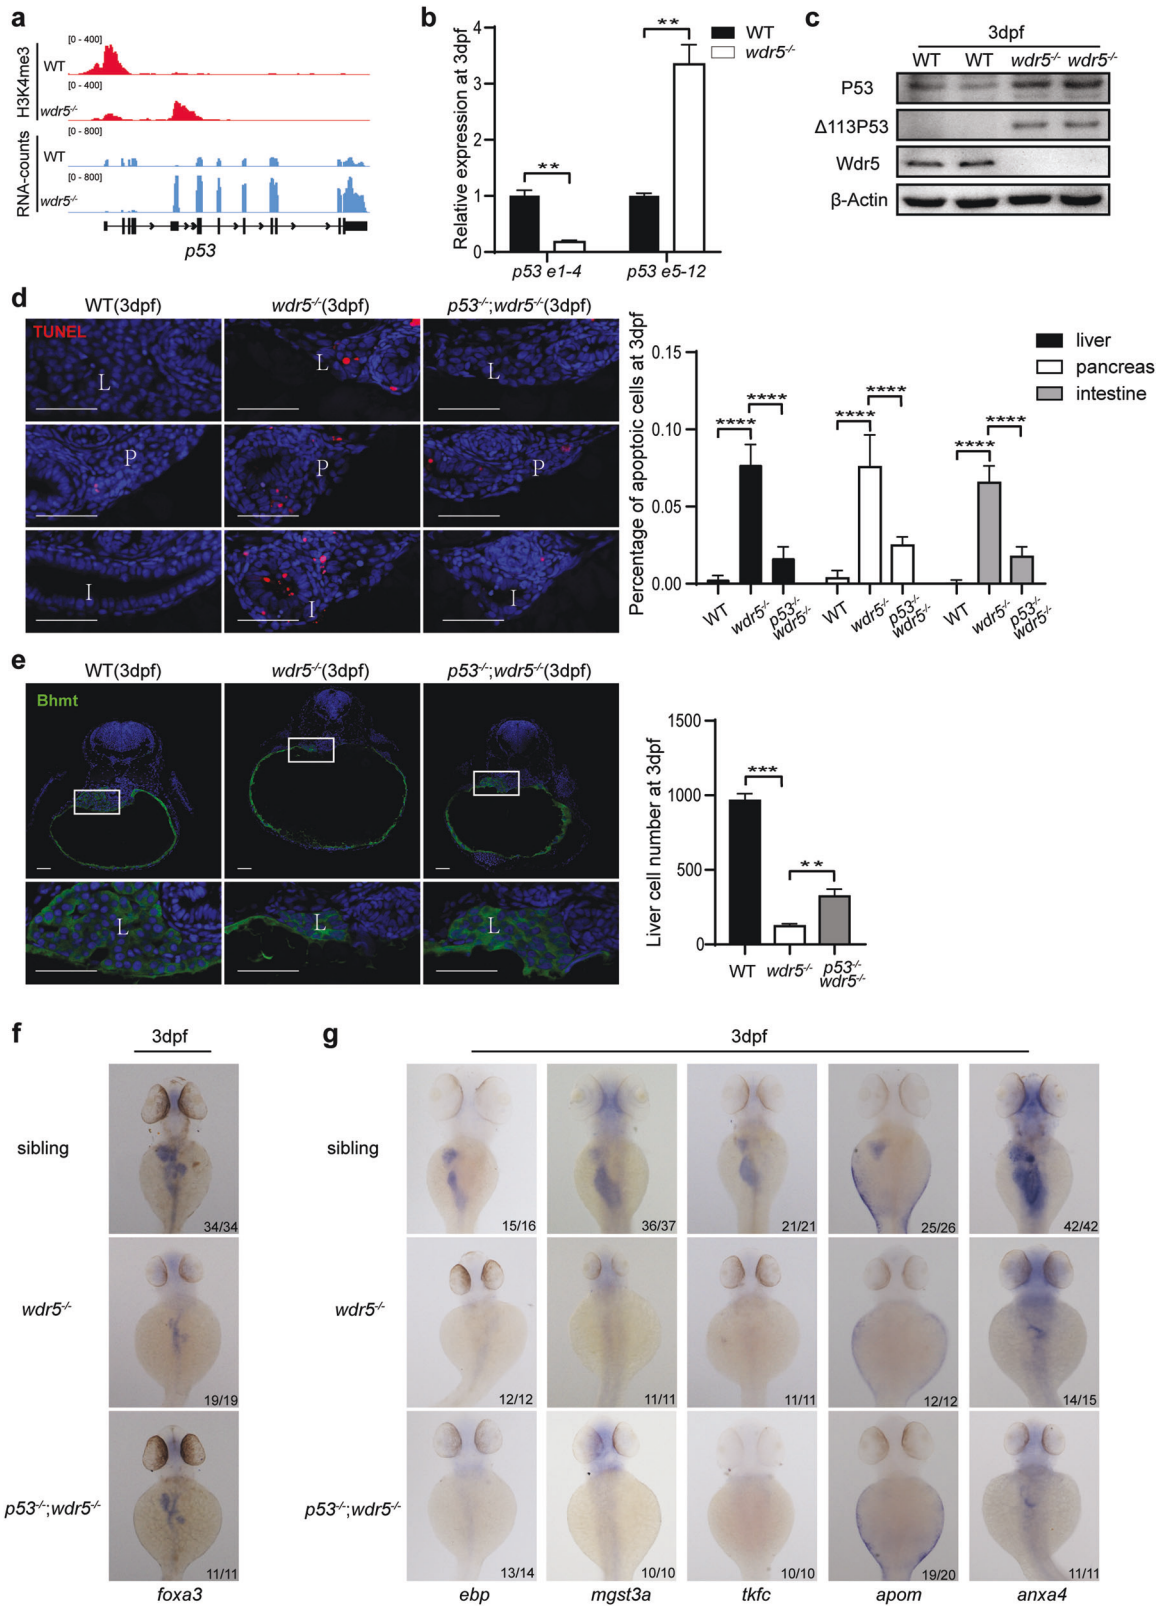 a
[0 - 400]
WT
H3K4me3
[0 - 400]
wdr5-/-
[0 - 800]
WT
RNA-counts
[0 - 800]
wdr5-/-
p53
b
Relative expression at 3dpf
4
3
2
1
0
**
**
p53 e1-4
p53 e5-12
WT
wdr5-/-
c
3dpf
WT WT wdr5-/- wdr5-/-
P53
Δ113P53
Wdr5
β-Actin
d
WT(3dpf) wdr5-/-(3dpf) p53-/-;wdr5-/-(3dpf)
TUNEL
L L L
P P P
I I I
Percentage of apoptoic cells at 3dpf
0.15
0.10
0.05
0.00
**** ****
**** ****
**** ****
WT wdr5-/- p53-/- wdr5-/-
WT wdr5-/- p53-/- wdr5-/-
WT wdr5-/- p53-/- wdr5-/-
liver
pancreas
intestine
e
WT(3dpf) wdr5-/-(3dpf) p53-/-;wdr5-/-(3dpf)
Bhmt
L L L
Liver cell number at 3dpf
1500
1000
500
0
***
**
WT wdr5-/- p53-/- wdr5-/-
f
3dpf
sibling
34/34
wdr5-/-
19/19
p53-/-;wdr5-/-
11/11
foxa3
g
3dpf
sibling
15/16 36/37 21/21 25/26 42/42
wdr5-/-
12/12 11/11 11/11 12/12 14/15
p53-/-;wdr5-/-
13/14 10/10 10/10 19/20 11/11
ebp mgst3a tkfc apom anxa4